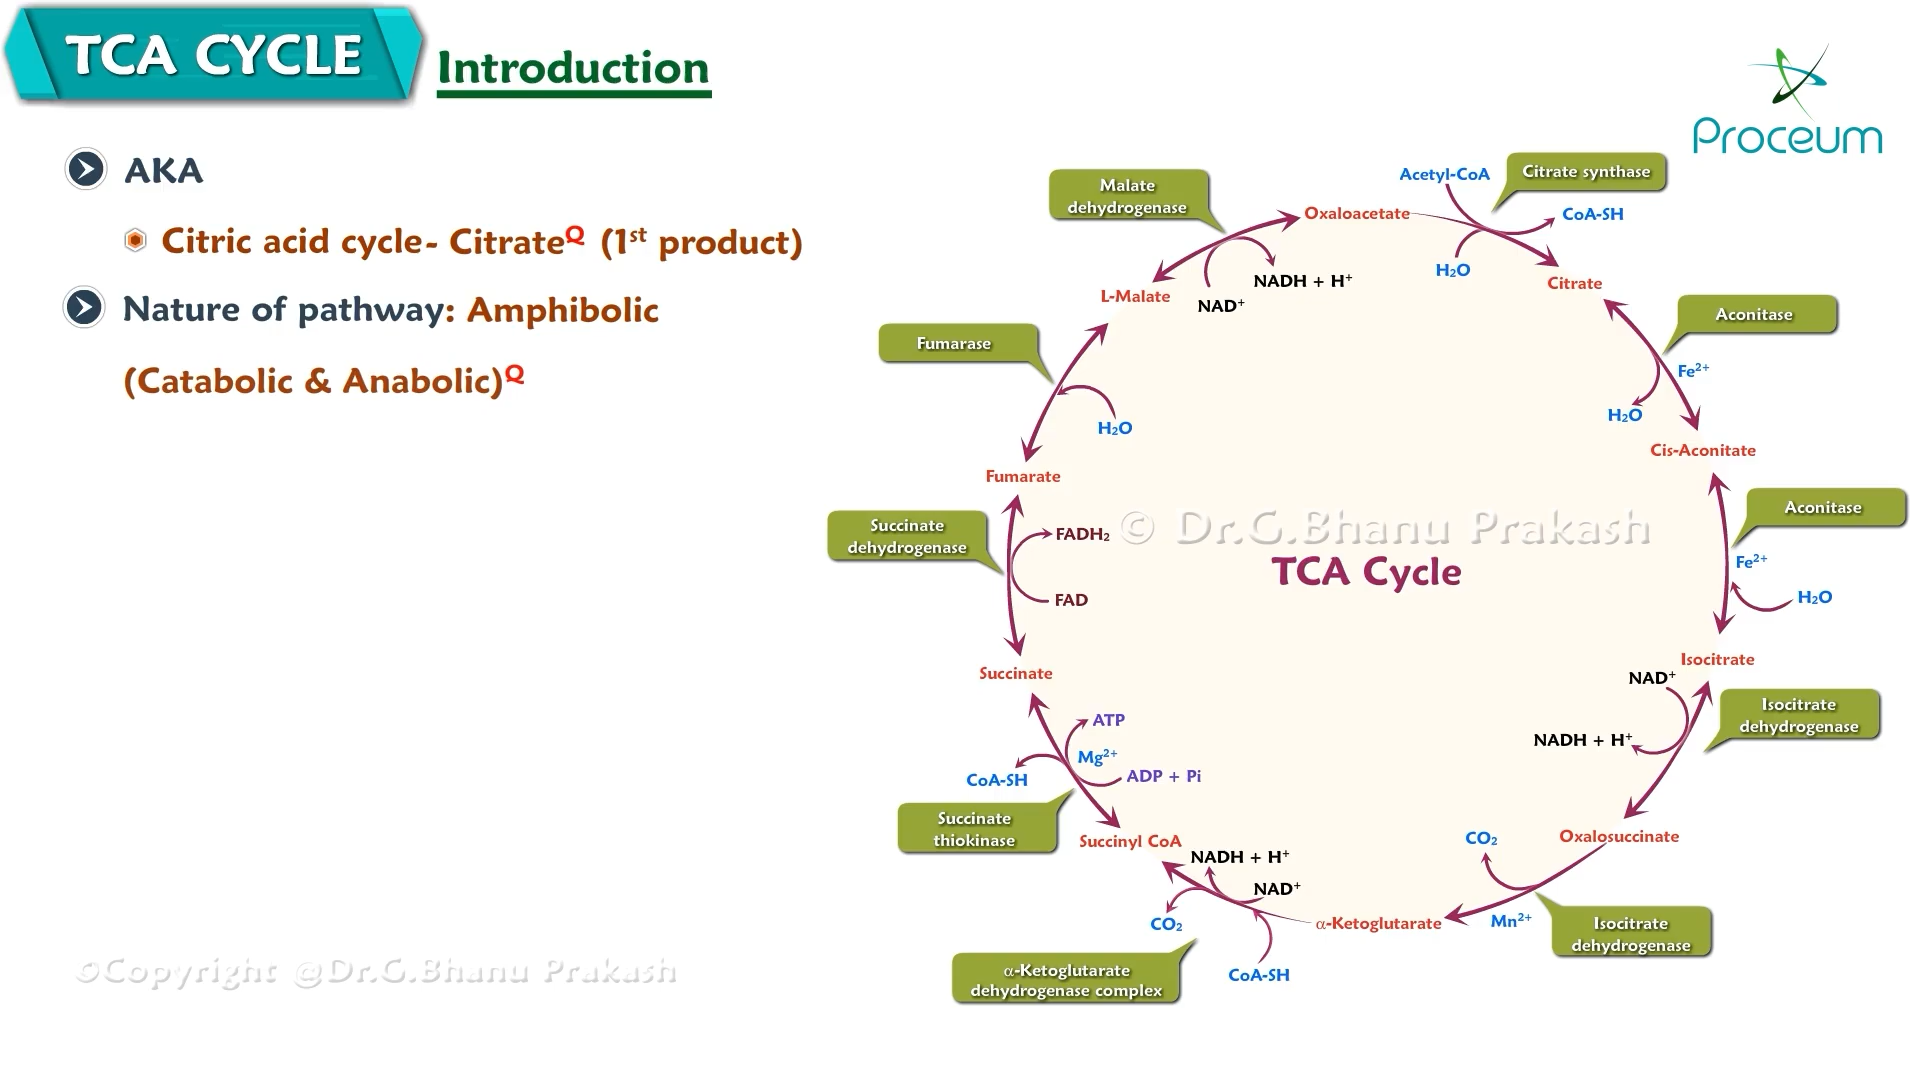 TCA CYCLE
Introduction
Proceum
AKA
Citric acid cycle- CitrateQ (1st product)
Nature of pathway: Amphibolic
(Catabolic & Anabolic)Q
Acetyl-CoA
Citrate synthase
Oxaloacetate
CoA-SH
H₂O
Citrate
Aconitase
Fe²⁺
H₂O
Cis-Aconitate
Aconitase
Fe²⁺
H₂O
Isocitrate
NAD⁺
Isocitrate
dehydrogenase
NADH + H⁺
Oxalosuccinate
CO₂
Mn²⁺
Isocitrate
dehydrogenase
α-Ketoglutarate
NADH + H⁺
NAD⁺
CO₂
CoA-SH
α-Ketoglutarate
dehydrogenase complex
Succinyl CoA
ATP
Mg²⁺
ADP + Pi
CoA-SH
Succinate
thiokinase
Succinate
FADH₂
FAD
Succinate
dehydrogenase
Fumarate
H₂O
Fumarase
L-Malate
NAD⁺
NADH + H⁺
Malate
dehydrogenase
© Dr.G.Bhanu Prakash
TCA Cycle
©Copyright @Dr.G.Bhanu Prakash